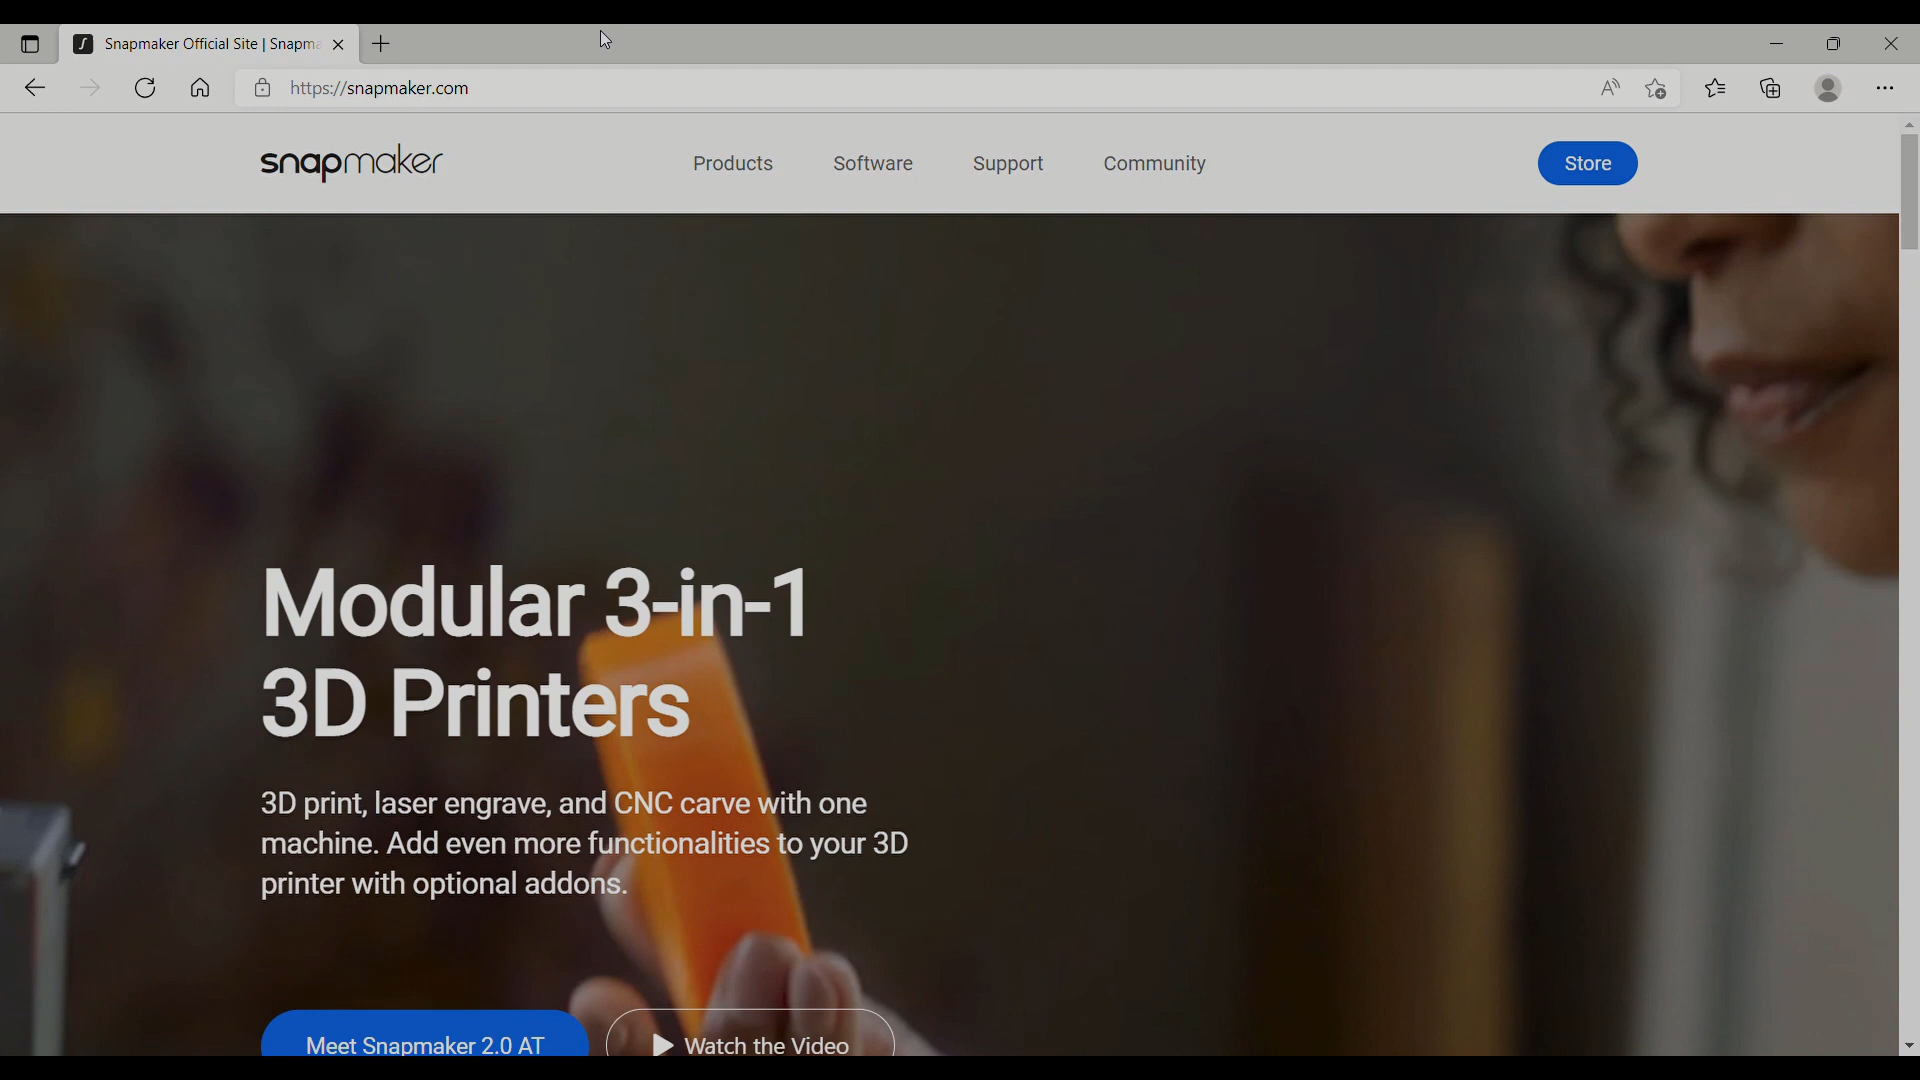 Snapmaker Official Site | Snapma
https://snapmaker.com
snapmaker
Products
Software
Support
Community
Store
Modular 3-in-1
3D Printers
3D print, laser engrave, and CNC carve with one
machine. Add even more functionalities to your 3D
printer with optional addons.
Meet Snapmaker 2.0 AT
Watch the Video